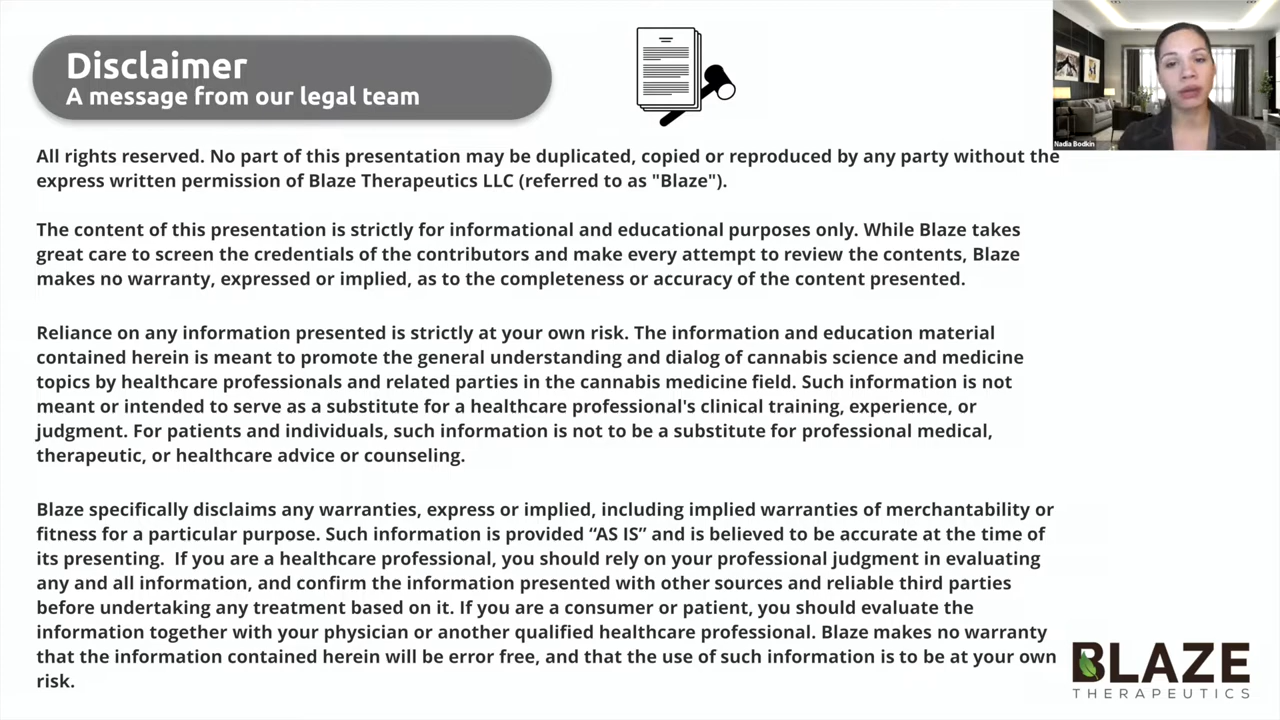 Disclaimer
A message from our legal team
Nadia Bodkin
All rights reserved. No part of this presentation may be duplicated, copied or reproduced by any party without the
express written permission of Blaze Therapeutics LLC (referred to as "Blaze").
The content of this presentation is strictly for informational and educational purposes only. While Blaze takes
great care to screen the credentials of the contributors and make every attempt to review the contents, Blaze
makes no warranty, expressed or implied, as to the completeness or accuracy of the content presented.
Reliance on any information presented is strictly at your own risk. The information and education material
contained herein is meant to promote the general understanding and dialog of cannabis science and medicine
topics by healthcare professionals and related parties in the cannabis medicine field. Such information is not
meant or intended to serve as a substitute for a healthcare professional's clinical training, experience, or
judgment. For patients and individuals, such information is not to be a substitute for professional medical,
therapeutic, or healthcare advice or counseling.
Blaze specifically disclaims any warranties, express or implied, including implied warranties of merchantability or
fitness for a particular purpose. Such information is provided “AS IS” and is believed to be accurate at the time of
its presenting.  If you are a healthcare professional, you should rely on your professional judgment in evaluating
any and all information, and confirm the information presented with other sources and reliable third parties
before undertaking any treatment based on it. If you are a consumer or patient, you should evaluate the
information together with your physician or another qualified healthcare professional. Blaze makes no warranty
that the information contained herein will be error free, and that the use of such information is to be at your own
risk.
BLAZE
THERAPEUTICS